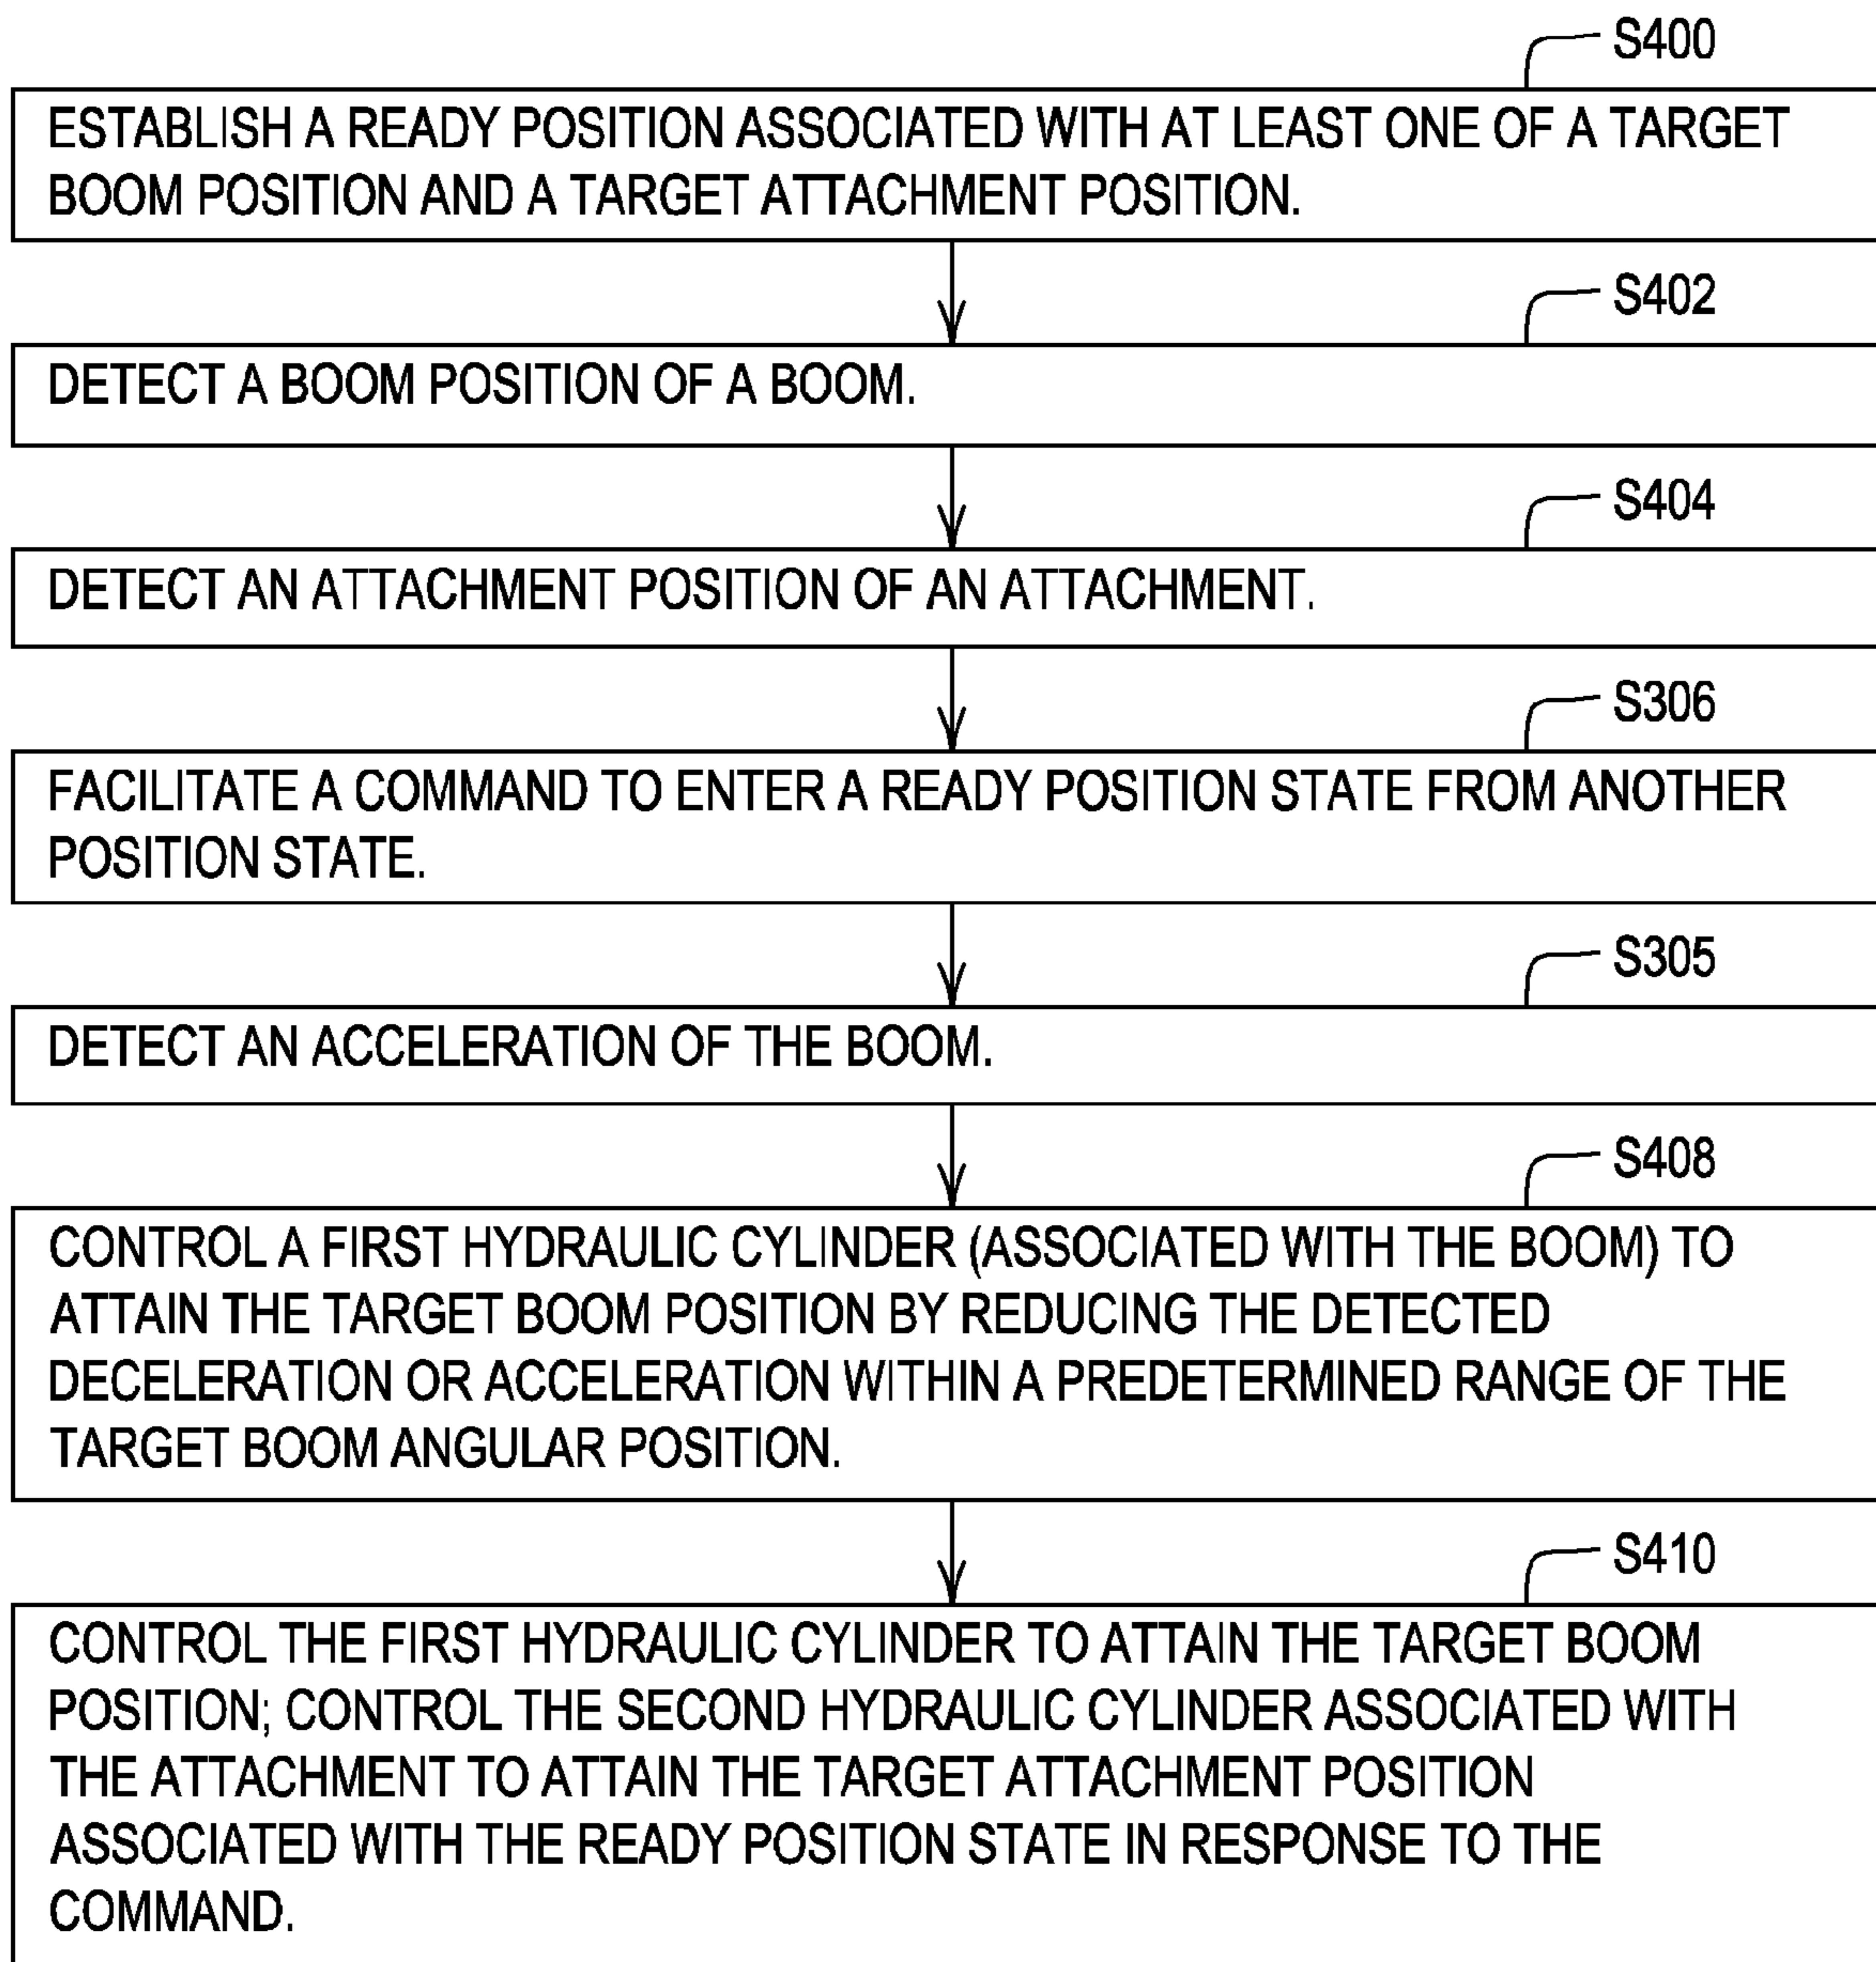 S400
ESTABLISH A READY POSITION ASSOCIATED WITH AT LEAST ONE OF A TARGET
BOOM POSITION AND A TARGET ATTACHMENT POSITION.
S402
DETECT A BOOM POSITION OF A BOOM.
S404
DETECT AN ATTACHMENT POSITION OF AN ATTACHMENT.
S306
FACILITATE A COMMAND TO ENTER A READY POSITION STATE FROM ANOTHER
POSITION STATE.
S305
DETECT AN ACCELERATION OF THE BOOM.
S408
CONTROL A FIRST HYDRAULIC CYLINDER (ASSOCIATED WITH THE BOOM) TO
ATTAIN THE TARGET BOOM POSITION BY REDUCING THE DETECTED
DECELERATION OR ACCELERATION WITHIN A PREDETERMINED RANGE OF THE
TARGET BOOM ANGULAR POSITION.
S410
CONTROL THE FIRST HYDRAULIC CYLINDER TO ATTAIN THE TARGET BOOM
POSITION; CONTROL THE SECOND HYDRAULIC CYLINDER ASSOCIATED WITH
THE ATTACHMENT TO ATTAIN THE TARGET ATTACHMENT POSITION
ASSOCIATED WITH THE READY POSITION STATE IN RESPONSE TO THE
COMMAND.